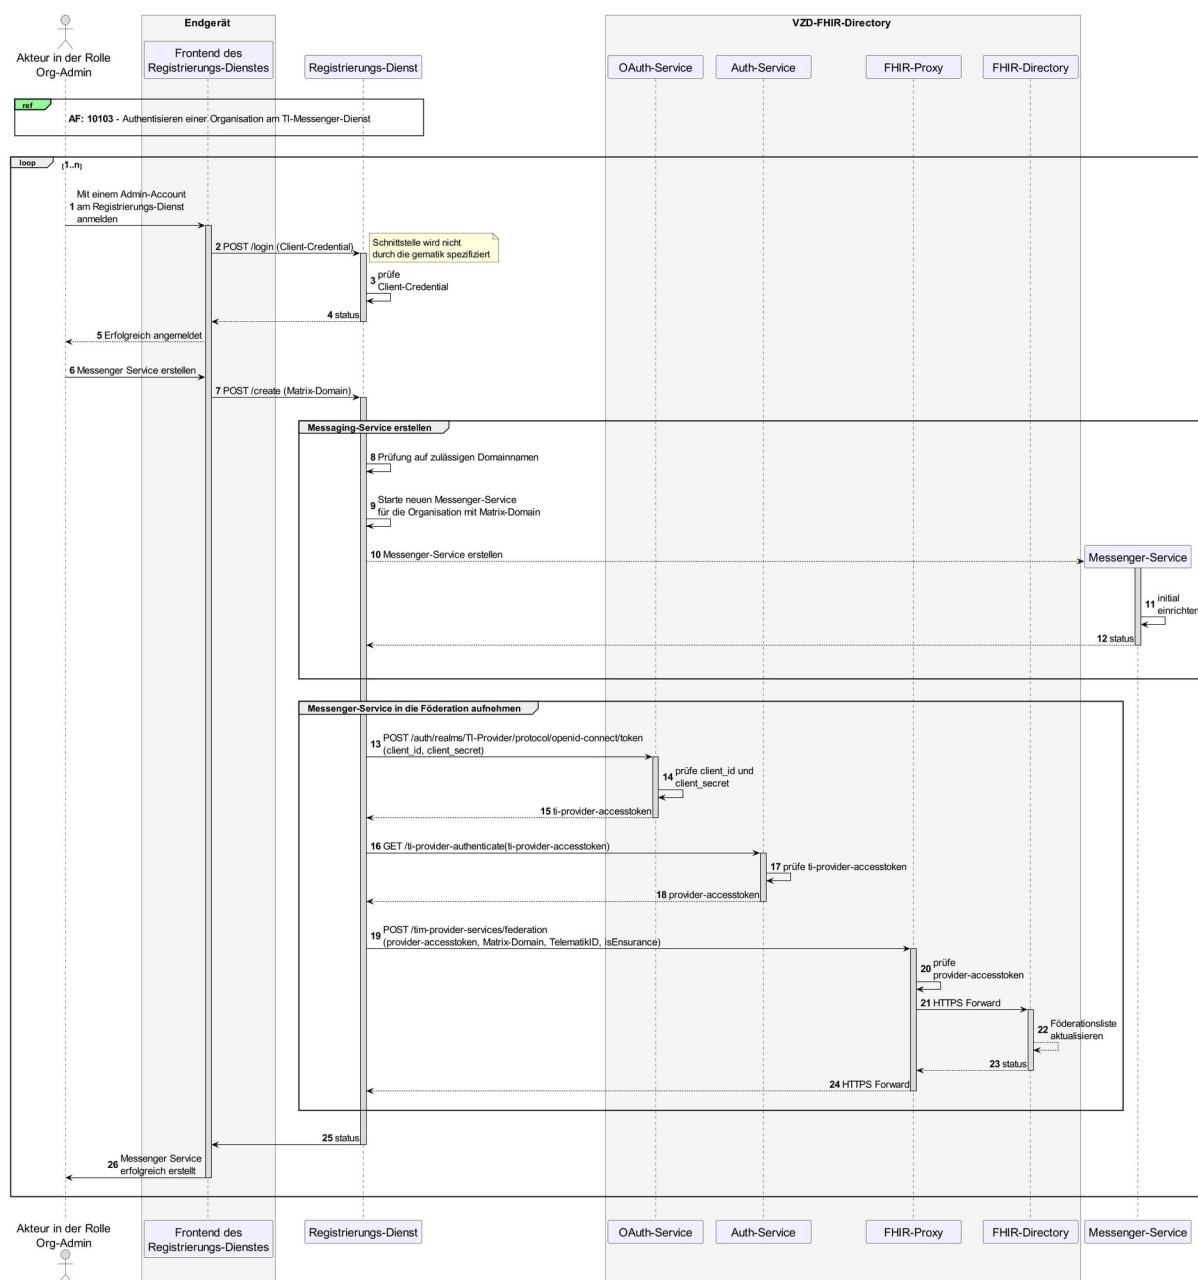 Endgerät
VZD-FHIR-Directory
Akteur in der Rolle
Org-Admin
Frontend des
Registrierungs-Dienstes
Registrierungs-Dienst
OAuth-Service
Auth-Service
FHIR-Proxy
FHIR-Directory
ref
AF: 10103 - Authentisieren einer Organisation am TI-Messenger-Dienst
loop
[1..n]
Mit einem Admin-Account
1 am Registrierungs-Dienst
anmelden
2 POST /login (Client-Credential)
Schnittstelle wird nicht
durch die gematik spezifiziert
3 prüfe
Client-Credential
4 status
5 Erfolgreich angemeldet
6 Messenger Service erstellen
7 POST /create (Matrix-Domain)
Messaging-Service erstellen
8 Prüfung auf zulässigen Domainnamen
9 Starte neuen Messenger-Service
für die Organisation mit Matrix-Domain
10 Messenger-Service erstellen
Messenger-Service
11 initial
einrichten
12 status
Messenger-Service in die Föderation aufnehmen
13 POST /auth/realms/TI-Provider/protocol/openid-connect/token
(client_id, client_secret)
14 prüfe client_id und
client_secret
15 ti-provider-accesstoken
16 GET /ti-provider-authenticate(ti-provider-accesstoken)
17 prüfe ti-provider-accesstoken
18 provider-accesstoken
19 POST /tim-provider-services/federation
(provider-accesstoken, Matrix-Domain, TelematikID, isEnsurance)
20 prüfe
provider-accesstoken
21 HTTPS Forward
22 Föderationsliste
aktualisieren
23 status
24 HTTPS Forward
25 status
26 Messenger Service
erfolgreich erstellt
Akteur in der Rolle
Org-Admin
Frontend des
Registrierungs-Dienstes
Registrierungs-Dienst
OAuth-Service
Auth-Service
FHIR-Proxy
FHIR-Directory
Messenger-Service